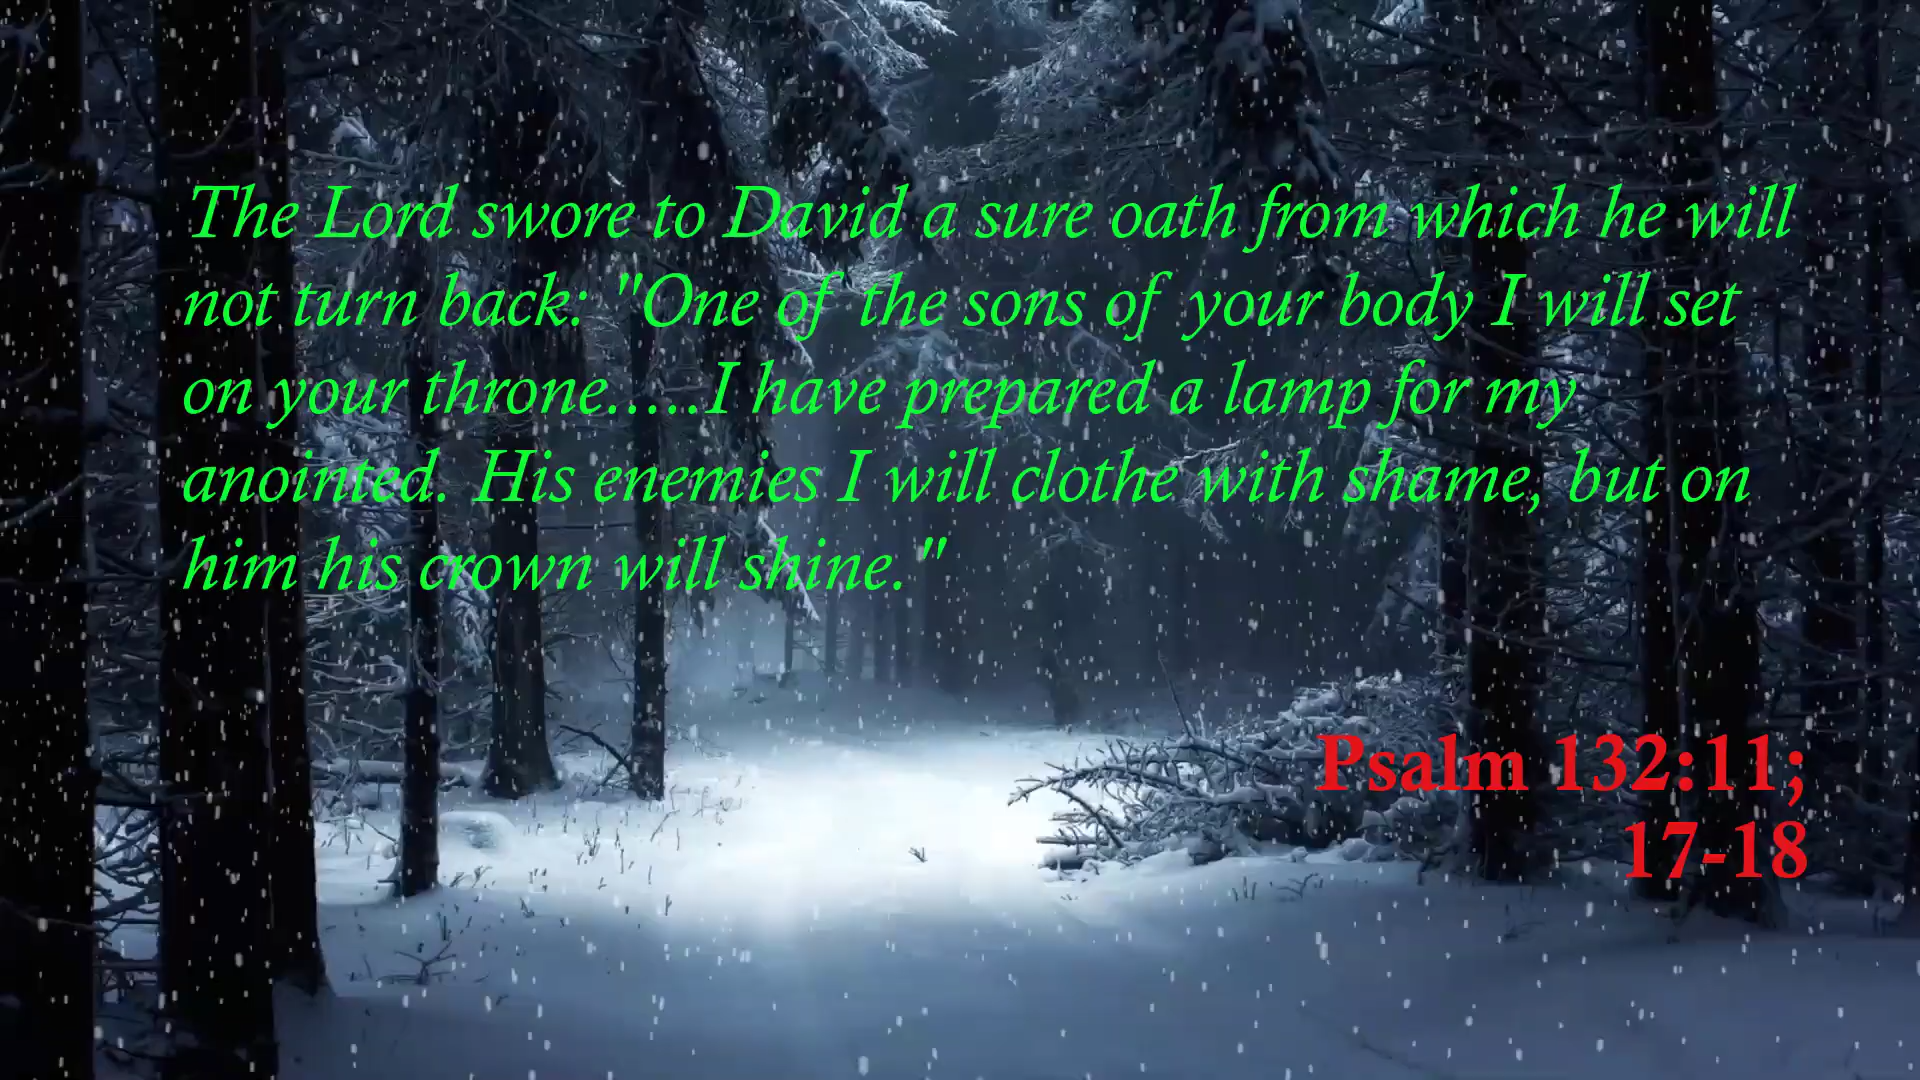 The Lord swore to David a sure oath from which he will
not turn back: "One of the sons of your body I will set
on your throne.....I have prepared a lamp for my
anointed. His enemies I will clothe with shame, but on
him his crown will shine."
Psalm 132:11;
17-18